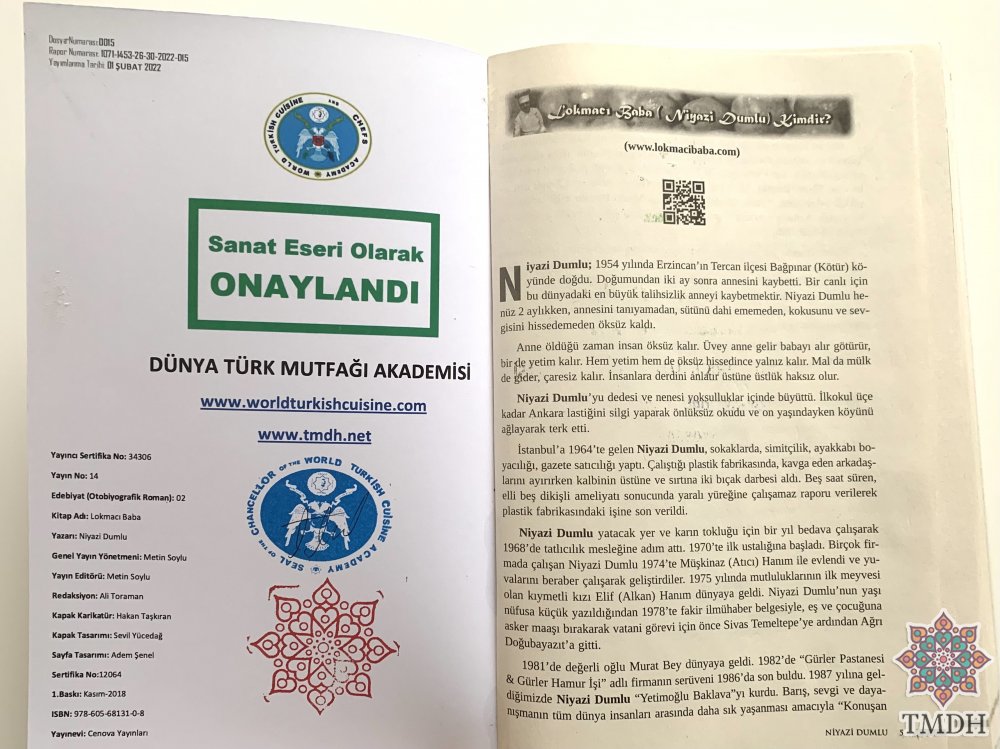 Dosya Numarası:0015
Rapor Numarası: 1071-1453-26-30-2022-015
Yayımlanma Tarihi: 01 ŞUBAT 2022
WORLD TURKISH CUISINE AND CHEFS ACADEMY
Sanat Eseri Olarak
ONAYLANDI
DÜNYA TÜRK MUTFAĞI AKADEMİSİ
www.worldturkishcuisine.com
www.tmdh.net
Yayıncı Sertifika No: 34306
Yayın No: 14
Edebiyat (Otobiyografik Roman): 02
Kitap Adı: Lokmacı Baba
Yazarı: Niyazi Dumlu
Genel Yayın Yönetmeni: Metin Soylu
Yayın Editörü: Metin Soylu
Redaksiyon: Ali Toraman
Kapak Karikatür: Hakan Taşkıran
Kapak Tasarımı: Sevil Yücedağ
Sayfa Tasarımı: Adem Şenel
Sertifika No:12064
1.Baskı: Kasım-2018
ISBN: 978-605-68131-0-8
Yayınevi: Cenova Yayınları
SEAL OF THE CHANCELLOR OF THE WORLD TURKISH CUISINE ACADEMY
Lokmacı Baba ( Niyazi Dumlu) Kimdir?
(www.lokmacibaba.com)
Niyazi Dumlu; 1954 yılında Erzincan'ın Tercan ilçesi Bağpınar (Kötür) kö-
yünde doğdu. Doğumundan iki ay sonra annesini kaybetti. Bir canlı için
bu dünyadaki en büyük talihsizlik anneyi kaybetmektir. Niyazi Dumlu he-
nüz 2 aylıkken, annesini tanıyamadan, sütünü dahi ememeden, kokusunu ve sev-
gisini hissedemeden öksüz kaldı.
Anne öldüğü zaman insan öksüz kalır. Üvey anne gelir babayı alır götürür,
bir de yetim kalır. Hem yetim hem de öksüz hissedince yalnız kalır. Mal da mülk
de gider, çaresiz kalır. İnsanlara derdini anlatır üstüne üstlük haksız olur.
Niyazi Dumlu'yu dedesi ve nenesi yoksulluklar içinde büyüttü. İlkokul üçe
kadar Ankara lastiğini silgi yaparak önlüksüz okudu ve on yaşındayken köyünü
ağlayarak terk etti.
İstanbul'a 1964'te gelen Niyazi Dumlu, sokaklarda, simitçilik, ayakkabı bo-
yacılığı, gazete satıcılığı yaptı. Çalıştığı plastik fabrikasında, kavga eden arkadaş-
larını ayırırken kalbinin üstüne ve sırtına iki bıçak darbesi aldı. Beş saat süren,
elli beş dikişli ameliyatı sonucunda yaralı yüreğine çalışamaz raporu verilerek
plastik fabrikasındaki işine son verildi.
Niyazi Dumlu yatacak yer ve karın tokluğu için bir yıl bedava çalışarak
1968'de tatlıcılık mesleğine adım attı. 1970'te ilk ustalığına başladı. Birçok fir-
mada çalışan Niyazi Dumlu 1974'te Müşkinaz (Atıcı) Hanım ile evlendi ve yu-
valarını beraber çalışarak geliştirdiler. 1975 yılında mutluluklarının ilk meyvesi
olan kıymetli kızı Elif (Alkan) Hanım dünyaya geldi. Niyazi Dumlu'nun yaşı
nüfusa küçük yazıldığından 1978'te fakir ilmühaber belgesiyle, eş ve çocuğuna
asker maaşı bırakarak vatani görevi için önce Sivas Temeltepe'ye ardından Ağrı
Doğubayazıt'a gitti.
1981'de değerli oğlu Murat Bey dünyaya geldi. 1982'de "Gürler Pastanesi
& Gürler Hamur İşi" adlı firmanın serüveni 1986'da son buldu. 1987 yılına gel-
diğimizde Niyazi Dumlu "Yetimoğlu Baklava"yı kurdu. Barış, sevgi ve daya-
nışmanın tüm dünya insanları arasında daha sık yaşanması amacıyla "Konuşan
NİYAZİ DUMLU 5
TMDH